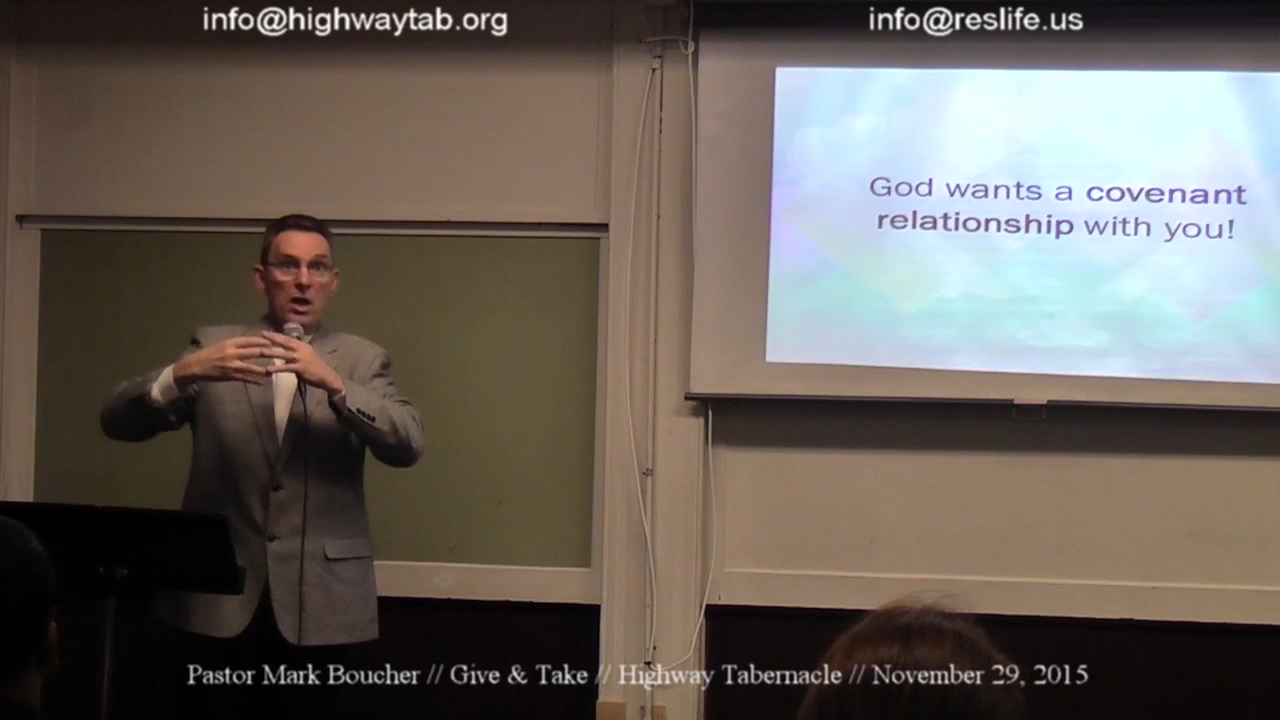 info@highwaytab.org
info@reslife.us
God wants a covenant
relationship with you!
Pastor Mark Boucher // Give & Take // Highway Tabernacle // November 29, 2015